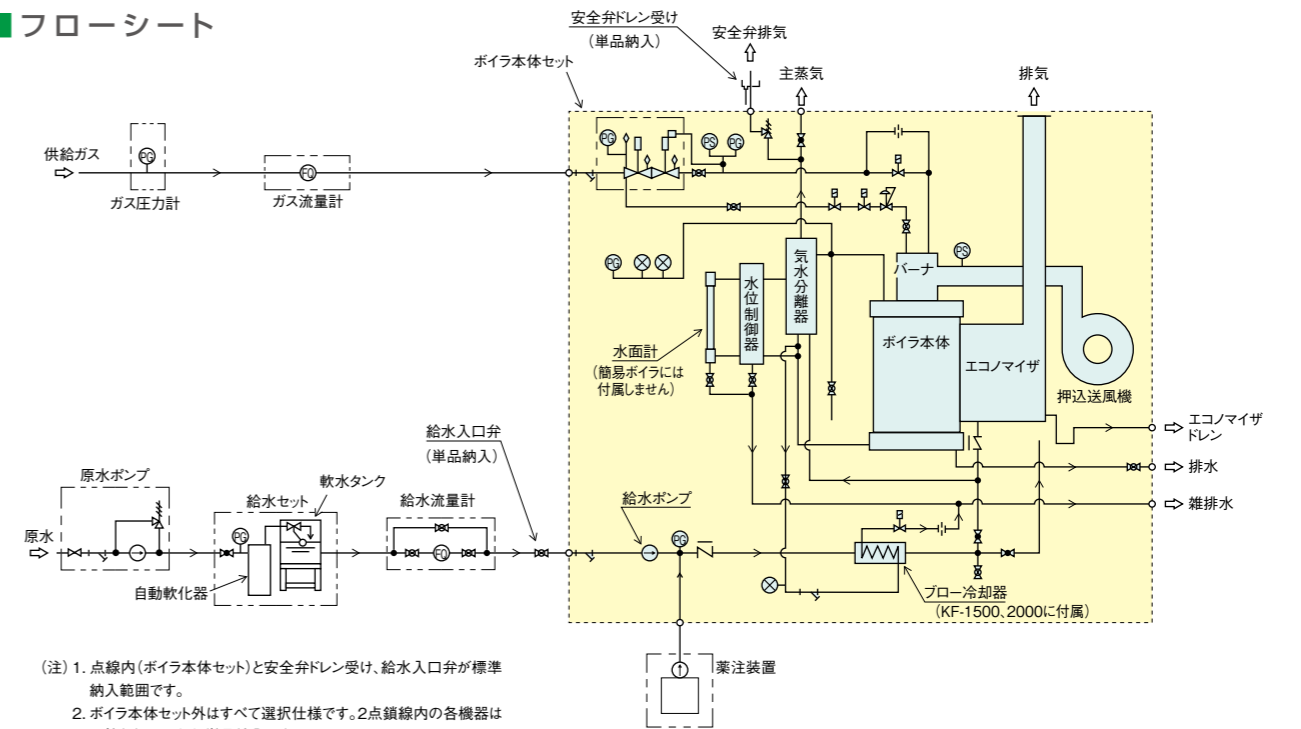 フローシート
安全弁ドレン受け
（単品納入）
安全弁排気
ボイラ本体セット
主蒸気
排気
供給ガス
PG
ガス圧力計
FQ
ガス流量計
PG
PS
PG
PG
気水分離器
水位制御器
バーナ
PS
ボイラ本体
エコノマイザ
押込送風機
水面計
（簡易ボイラには
付属しません）
エコノマイザ
ドレン
排水
雑排水
給水入口弁
（単品納入）
原水ポンプ
給水セット
軟水タンク
給水流量計
給水ポンプ
原水
PG
FQ
PG
自動軟化器
ブロー冷却器
（KF-1500、2000に付属）
薬注装置
（注）1. 点線内（ボイラ本体セット）と安全弁ドレン受け、給水入口弁が標準
納入範囲です。
2. ボイラ本体セット外はすべて選択仕様です。2点鎖線内の各機器は